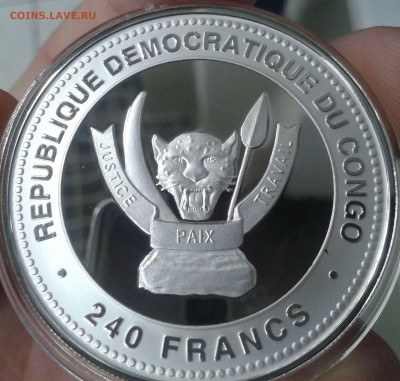 COINS.LAVE.RU
REPUBLIQUE DEMOCRATIQUE DU CONGO
JUSTICE
PAIX
TRAVAIL
240 FRANCS